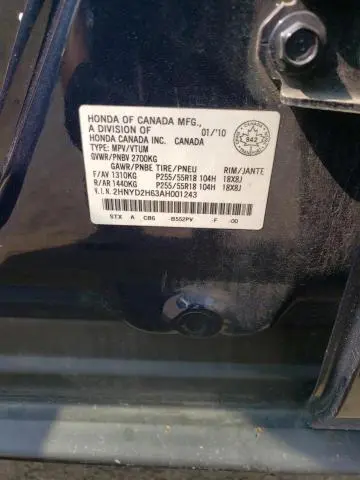 HONDA OF CANADA MFG.,
A DIVISION OF 01/'10
HONDA CANADA INC. CANADA
TYPE: MPV/VTUM
GVWR/PNBV 2700KG
GAWR/PNBE TIRE/PNEU RIM/JANTE
F/AV 1310KG P255/55R18 104H 18X8J
R/AR 1440KG P255/55R18 104H 18X8J
V.I.N. 2HNYD2H63AH001243
STX A CB6 B552PV F 00
CANADA
842